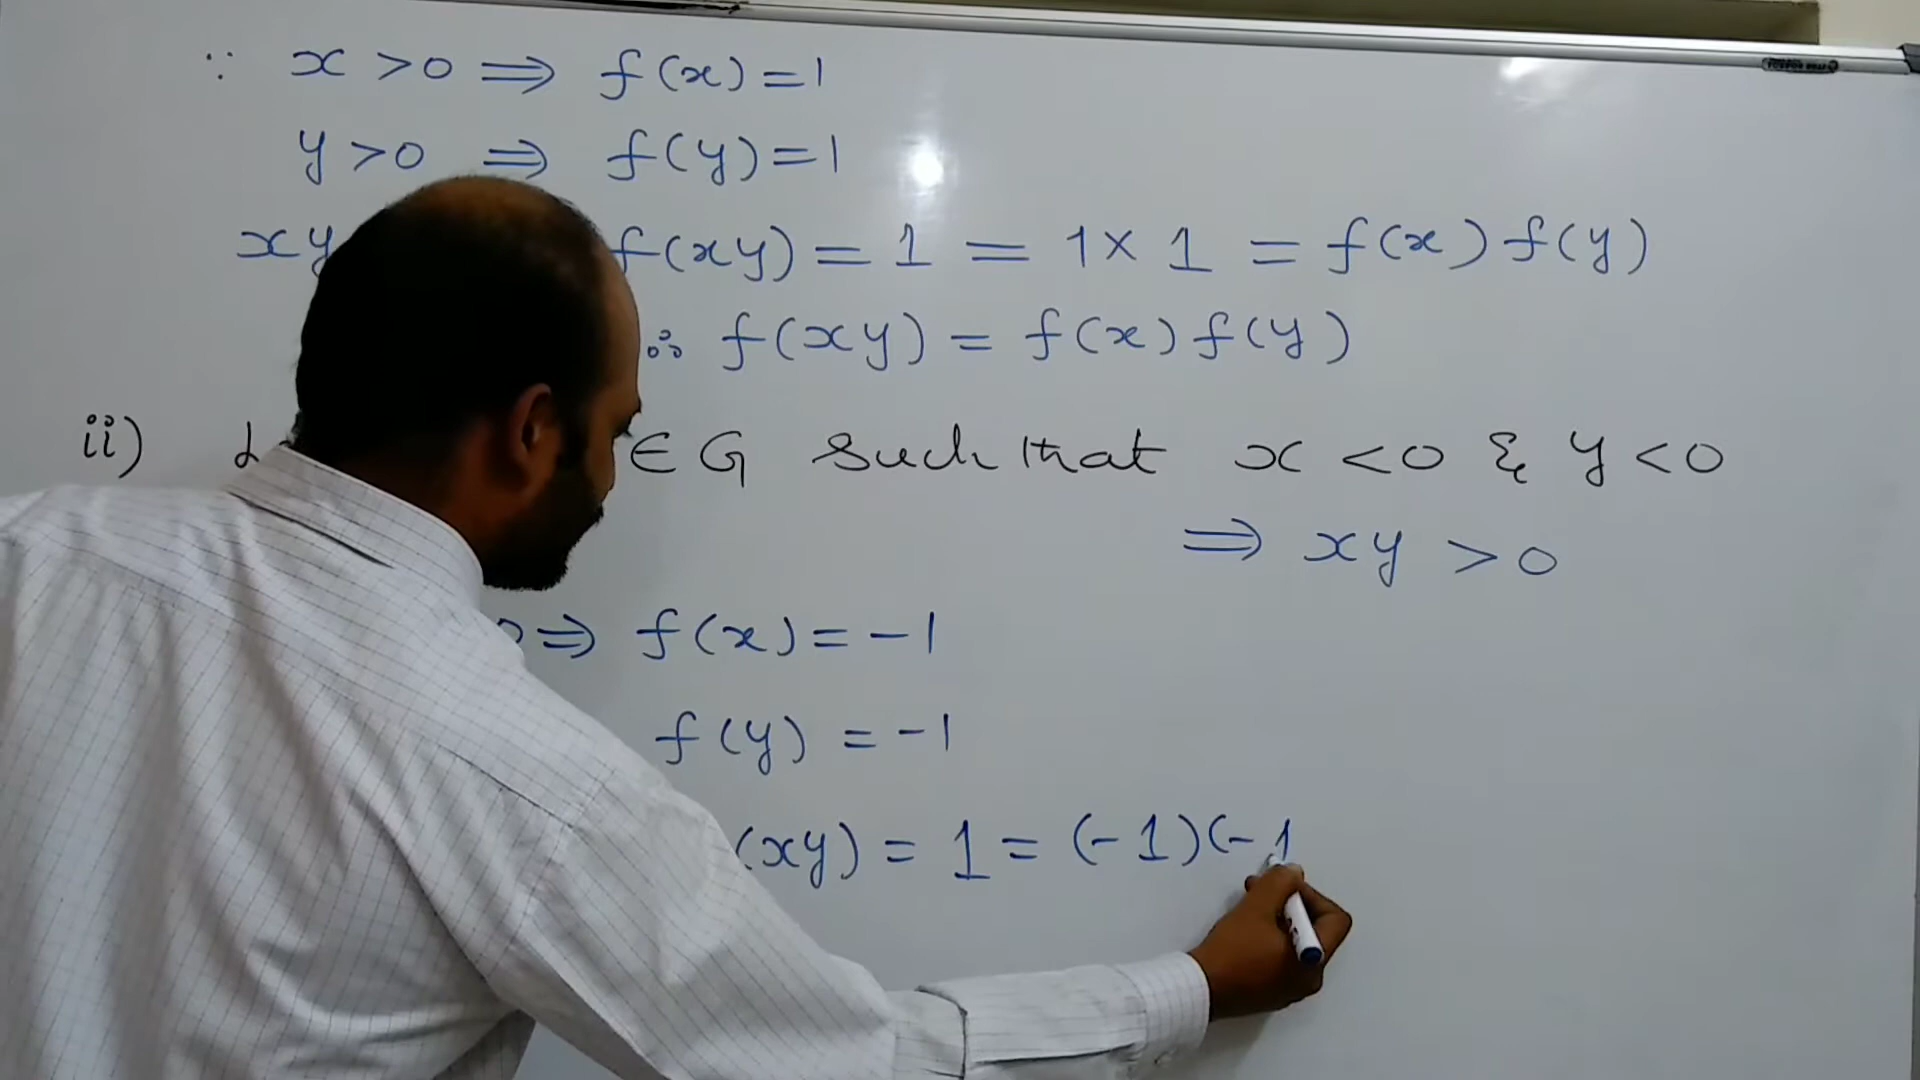 ∵ x > 0 ⇒ f(x) = 1
y > 0 ⇒ f(y) = 1
xy f(xy) = 1 = 1 × 1 = f(x) f(y)
∴ f(xy) = f(x) f(y)
ii) ∈ G such that x < 0 & y < 0
⇒ xy > 0
⇒ f(x) = -1
f(y) = -1
(xy) = 1 = (-1)(-1